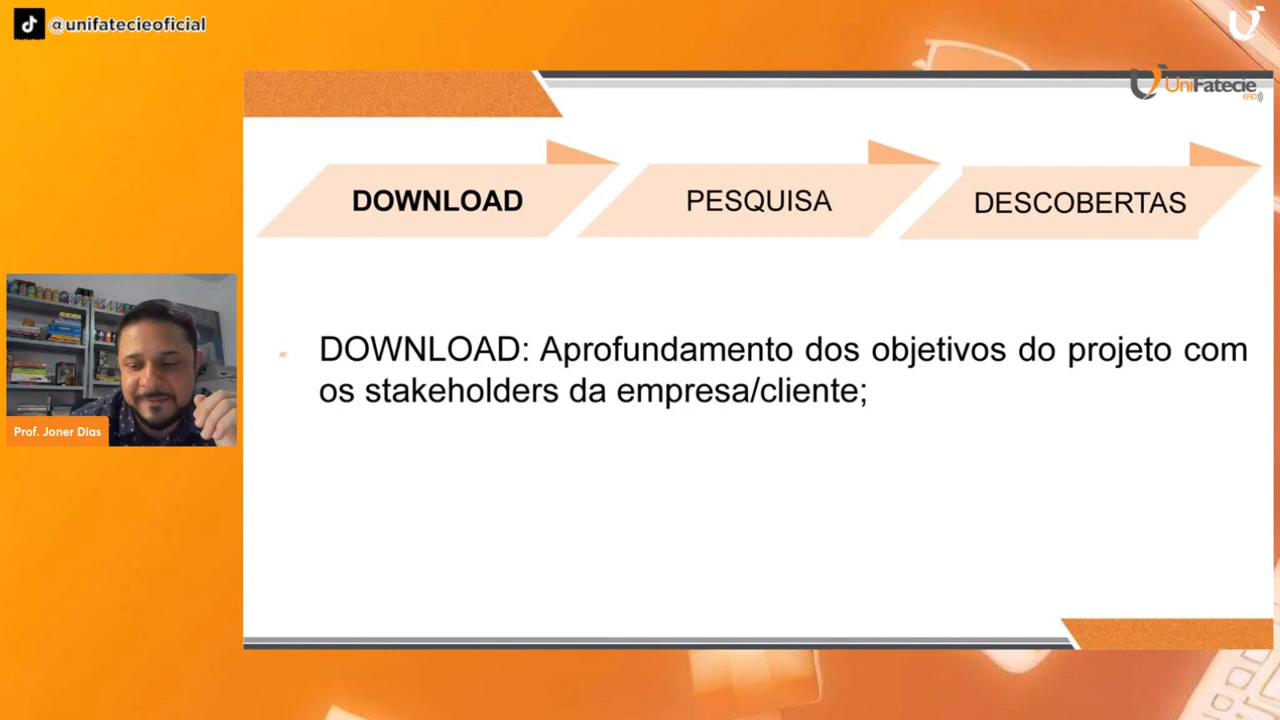 @unifatecieoficial
UniFatecie
EAD
DOWNLOAD
PESQUISA
DESCOBERTAS
DOWNLOAD: Aprofundamento dos objetivos do projeto com
os stakeholders da empresa/cliente;
Prof. Joner Dias